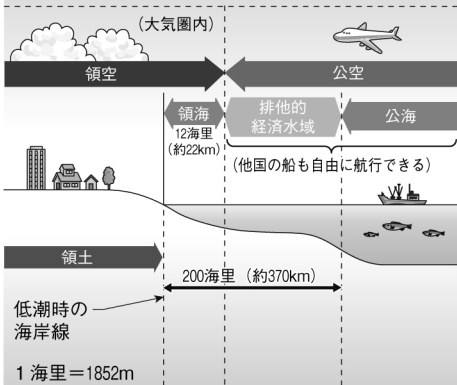 (大気圏内)
領空
公空
領海
12海里
(約22km)
排他的
経済水域
公海
(他国の船も自由に航行できる)
領土
200海里 (約370km)
低潮時の
海岸線
1海里=1852m